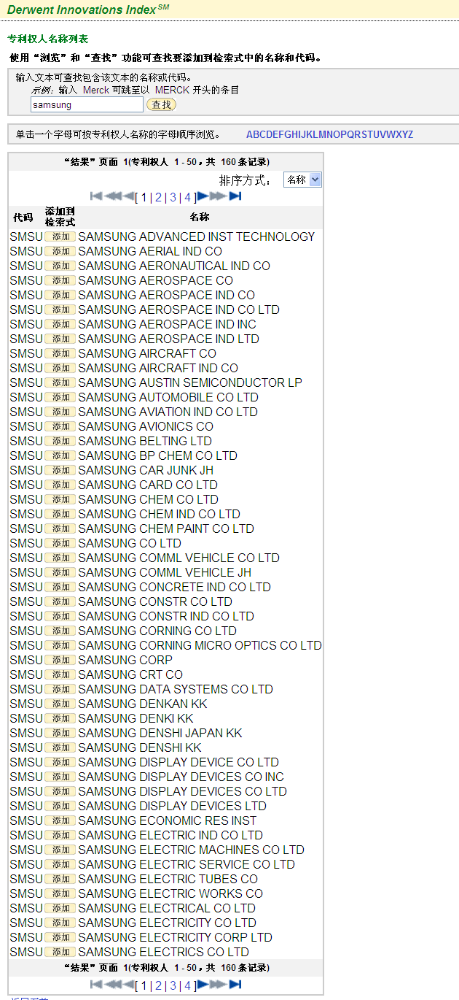 Derwent Innovations Index SM
专利权人名称列表
使用“浏览”和“查找”功能可查找要添加到检索式中的名称和代码。
输入文本可查找包含该文本的名称或代码。
示例: 输入 Merck 可跳至以 MERCK 开头的条目
samsung 查找
单击一个字母可按专利权人名称的字母顺序浏览。 ABCDEFGHIJKLMNOPQRSTUVWXYZ
“结果”页面 1(专利权人 1 - 50，共 160 条记录)
排序方式： 名称
[ 1 | 2 | 3 | 4 ]
代码 添加到检索式 名称
SMSU 添加 SAMSUNG ADVANCED INST TECHNOLOGY
SMSU 添加 SAMSUNG AERIAL IND CO
SMSU 添加 SAMSUNG AERONAUTICAL IND CO
SMSU 添加 SAMSUNG AEROSPACE CO
SMSU 添加 SAMSUNG AEROSPACE IND CO
SMSU 添加 SAMSUNG AEROSPACE IND CO LTD
SMSU 添加 SAMSUNG AEROSPACE IND INC
SMSU 添加 SAMSUNG AEROSPACE IND LTD
SMSU 添加 SAMSUNG AIRCRAFT CO
SMSU 添加 SAMSUNG AIRCRAFT IND CO
SMSU 添加 SAMSUNG AUSTIN SEMICONDUCTOR LP
SMSU 添加 SAMSUNG AUTOMOBILE CO LTD
SMSU 添加 SAMSUNG AVIATION IND CO LTD
SMSU 添加 SAMSUNG AVIONICS CO
SMSU 添加 SAMSUNG BELTING LTD
SMSU 添加 SAMSUNG BP CHEM CO LTD
SMSU 添加 SAMSUNG CAR JUNK JH
SMSU 添加 SAMSUNG CARD CO LTD
SMSU 添加 SAMSUNG CHEM CO LTD
SMSU 添加 SAMSUNG CHEM IND CO LTD
SMSU 添加 SAMSUNG CHEM PAINT CO LTD
SMSU 添加 SAMSUNG CO LTD
SMSU 添加 SAMSUNG COMML VEHICLE CO LTD
SMSU 添加 SAMSUNG COMML VEHICLE JH
SMSU 添加 SAMSUNG CONCRETE IND CO LTD
SMSU 添加 SAMSUNG CONSTR CO LTD
SMSU 添加 SAMSUNG CONSTR IND CO LTD
SMSU 添加 SAMSUNG CORNING CO LTD
SMSU 添加 SAMSUNG CORNING MICRO OPTICS CO LTD
SMSU 添加 SAMSUNG CORP
SMSU 添加 SAMSUNG CRT CO
SMSU 添加 SAMSUNG DATA SYSTEMS CO LTD
SMSU 添加 SAMSUNG DENKAN KK
SMSU 添加 SAMSUNG DENKI KK
SMSU 添加 SAMSUNG DENSHI JAPAN KK
SMSU 添加 SAMSUNG DENSHI KK
SMSU 添加 SAMSUNG DISPLAY DEVICE CO LTD
SMSU 添加 SAMSUNG DISPLAY DEVICES CO INC
SMSU 添加 SAMSUNG DISPLAY DEVICES CO LTD
SMSU 添加 SAMSUNG DISPLAY DEVICES LTD
SMSU 添加 SAMSUNG ECONOMIC RES INST
SMSU 添加 SAMSUNG ELECTRIC IND CO LTD
SMSU 添加 SAMSUNG ELECTRIC MACHINES CO LTD
SMSU 添加 SAMSUNG ELECTRIC SERVICE CO LTD
SMSU 添加 SAMSUNG ELECTRIC TUBES CO
SMSU 添加 SAMSUNG ELECTRIC WORKS CO
SMSU 添加 SAMSUNG ELECTRICAL CO LTD
SMSU 添加 SAMSUNG ELECTRICITY CO LTD
SMSU 添加 SAMSUNG ELECTRICITY CORP LTD
SMSU 添加 SAMSUNG ELECTRICS CO LTD
“结果”页面 1(专利权人 1 - 50，共 160 条记录)
[ 1 | 2 | 3 | 4 ]